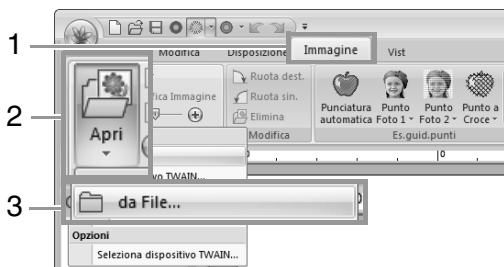 1
Modifica
Disposizione
Immagine
Vist
2
Apri
fica Immagine
Ruota dest.
Ruota sin.
Elimina
Modifica
Punciatura automatica
Punto Foto 1
Punto Foto 2
Punto a Croce
Es.guid.punti
TWAIN...
3
da File...
Opzioni
Seleziona dispositivo TWAIN...